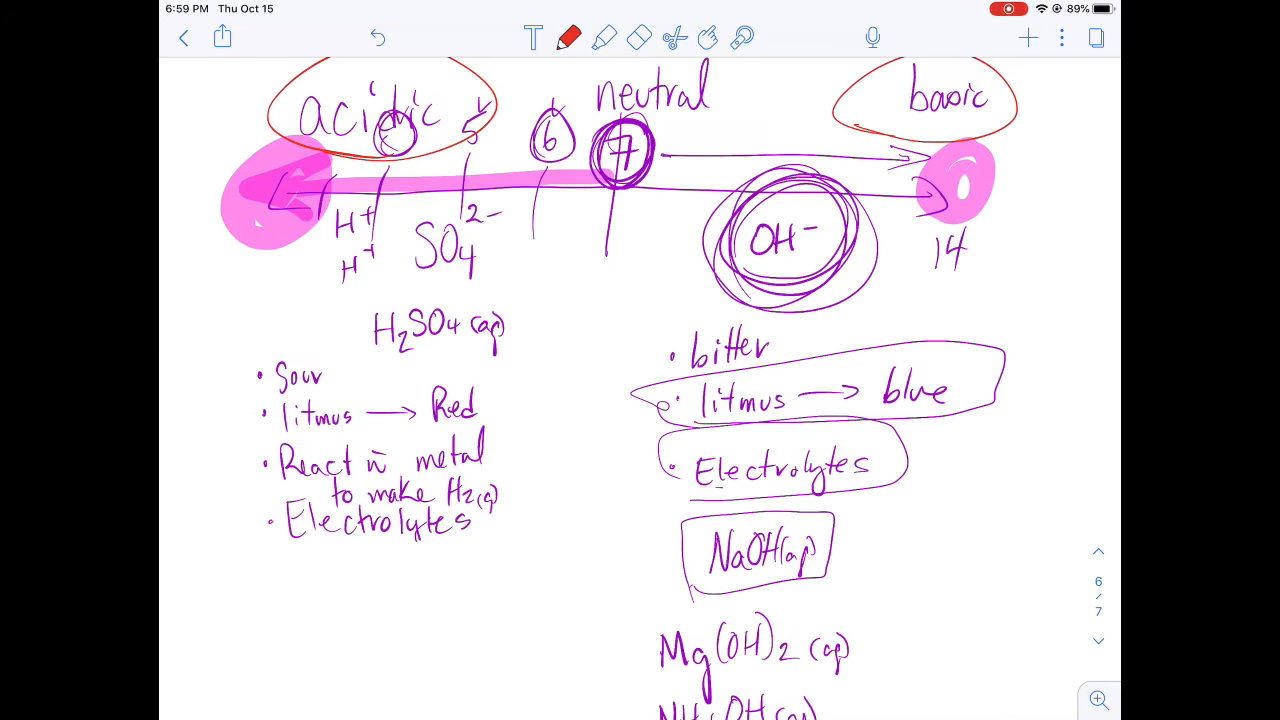 6:59 PM Thu Oct 15
89%
acidic
neutral
basic
5
6
7
14
H+
H+
SO4 2-
OH-
H2SO4 (aq)
• Sour
• litmus → Red
• React w metal
to make H2(g)
• Electrolytes
• bitter
• litmus → blue
• Electrolytes
NaOH(aq)
Mg(OH)2 (aq)
6
/
7